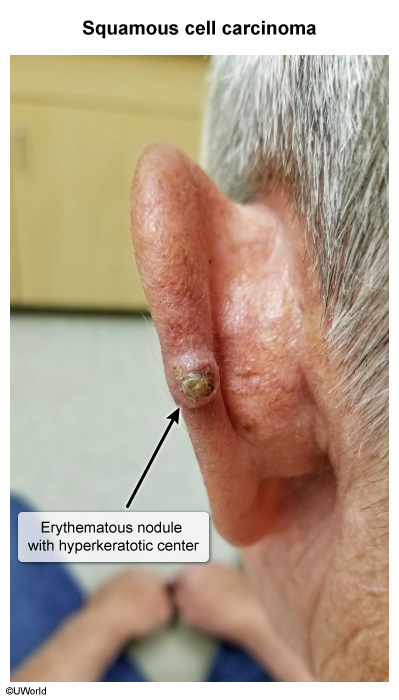 Squamous cell carcinoma
Erythematous nodule
with hyperkeratotic center
©UWorld